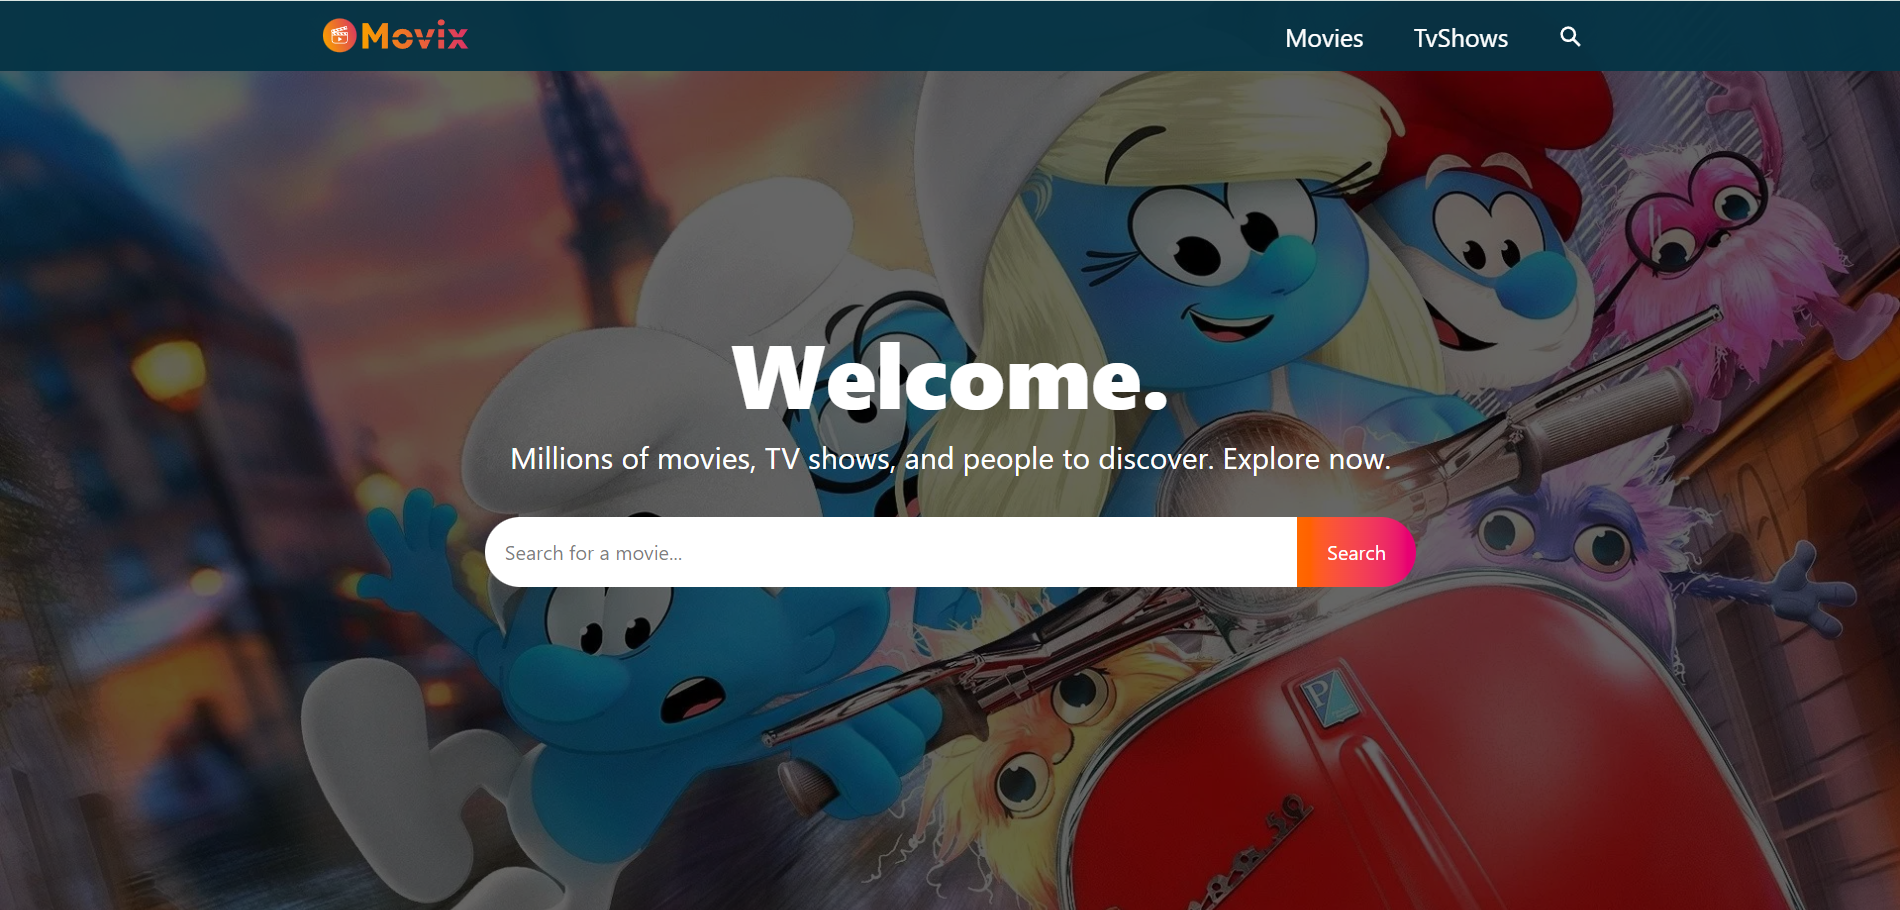 Movix
Movies
TvShows
Welcome.
Millions of movies, TV shows, and people to discover. Explore now.
Search for a movie...
Search
P